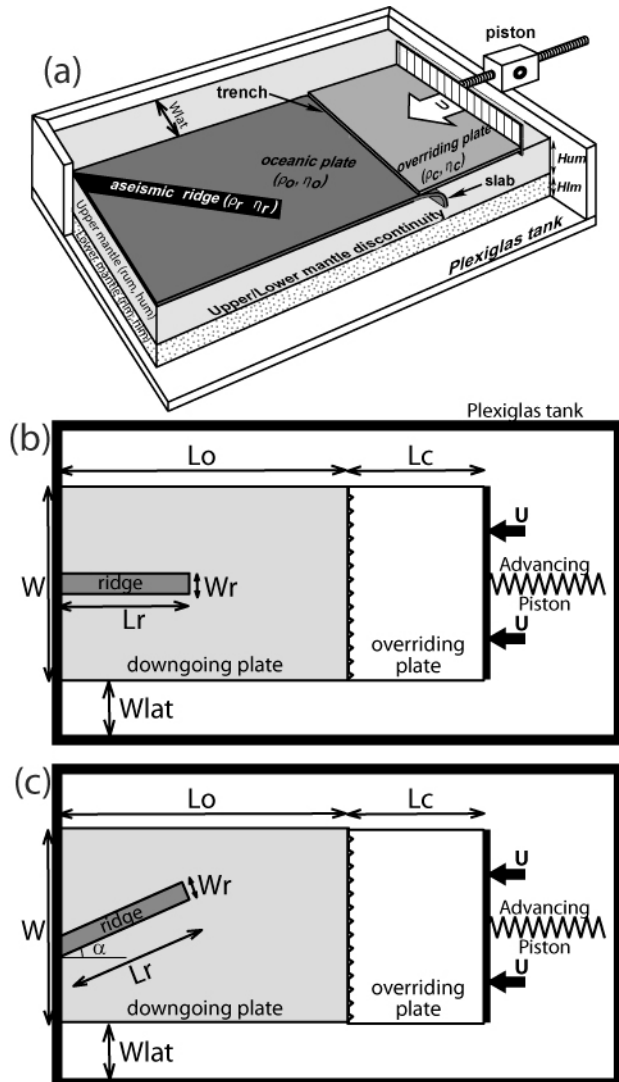 (a)
piston
Wlat
trench
U
oceanic plate
(ρo, ηo)
overriding plate
(ρc, ηc)
Hum
Hlm
aseismic ridge (ρr ηr)
slab
Upper mantle (rum, hum)
Lower mantle (rlm, hlm)
Upper/Lower mantle discontinuity
Plexiglas tank
(b)
Plexiglas tank
Lo
Lc
U
W
ridge
Wr
Advancing
Piston
Lr
U
downgoing plate
overriding
plate
Wlat
(c)
Lo
Lc
U
Wr
W
ridge
Advancing
Piston
α
Lr
U
downgoing plate
overriding
plate
Wlat